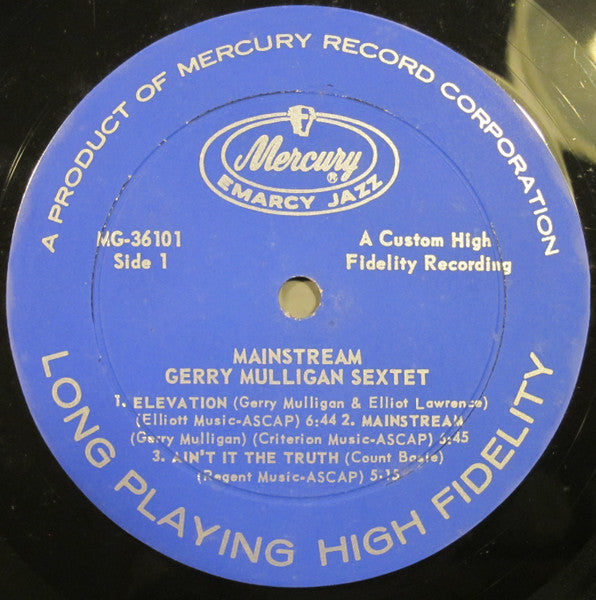 A PRODUCT OF MERCURY RECORD CORPORATION
Mercury ®
EMARCY JAZZ
MG-36101
Side 1
A Custom High
Fidelity Recording
MAINSTREAM
GERRY MULLIGAN SEXTET
1. ELEVATION (Gerry Mulligan & Elliot Lawrence)
(Elliott Music-ASCAP) 6:44 2. MAINSTREAM
(Gerry Mulligan) (Criterion Music-ASCAP) 6:45
3. AIN'T IT THE TRUTH (Count Basie)
(Regent Music-ASCAP) 5:15
LONG PLAYING HIGH FIDELITY